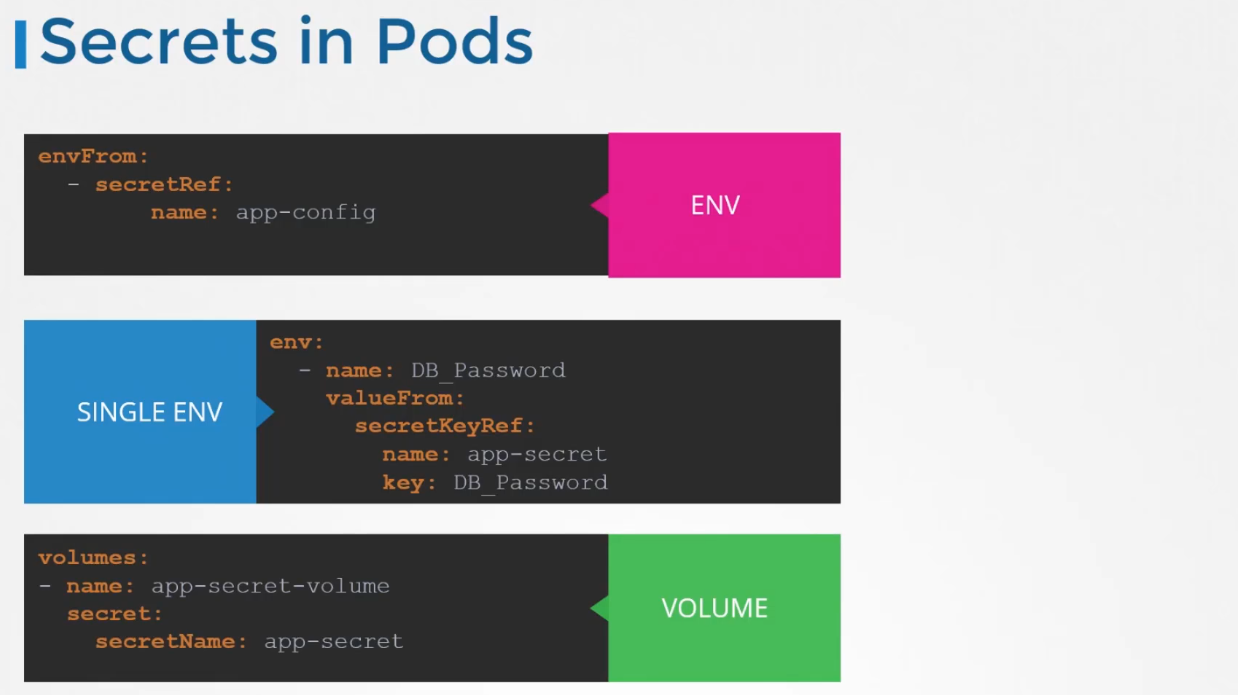 Secrets in Pods
envFrom:
  - secretRef:
        name: app-config
ENV
SINGLE ENV
env:
  - name: DB_Password
    valueFrom:
      secretKeyRef:
        name: app-secret
        key: DB_Password
volumes:
- name: app-secret-volume
  secret:
    secretName: app-secret
VOLUME